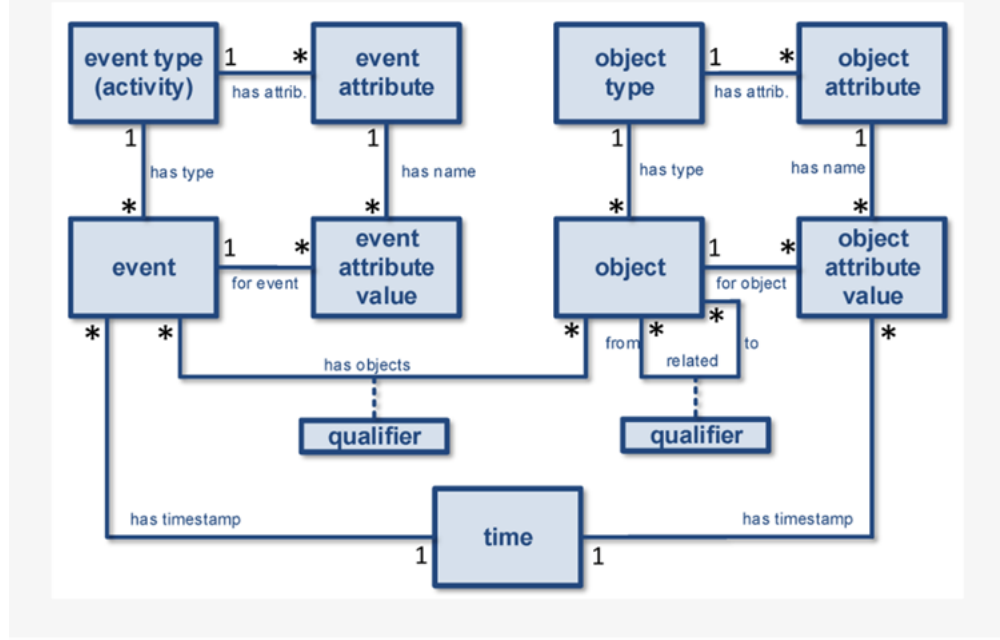 event type
(activity)
1
*
has attrib.
event
attribute
object
type
1
*
has attrib.
object
attribute
1
has type
*
1
has name
*
1
has type
*
1
has name
*
event
1
*
for event
event
attribute
value
object
1
*
for object
object
attribute
value
*
*
*
from
*
*
to
*
has objects
related
qualifier
qualifier
has timestamp
1
time
1
has timestamp